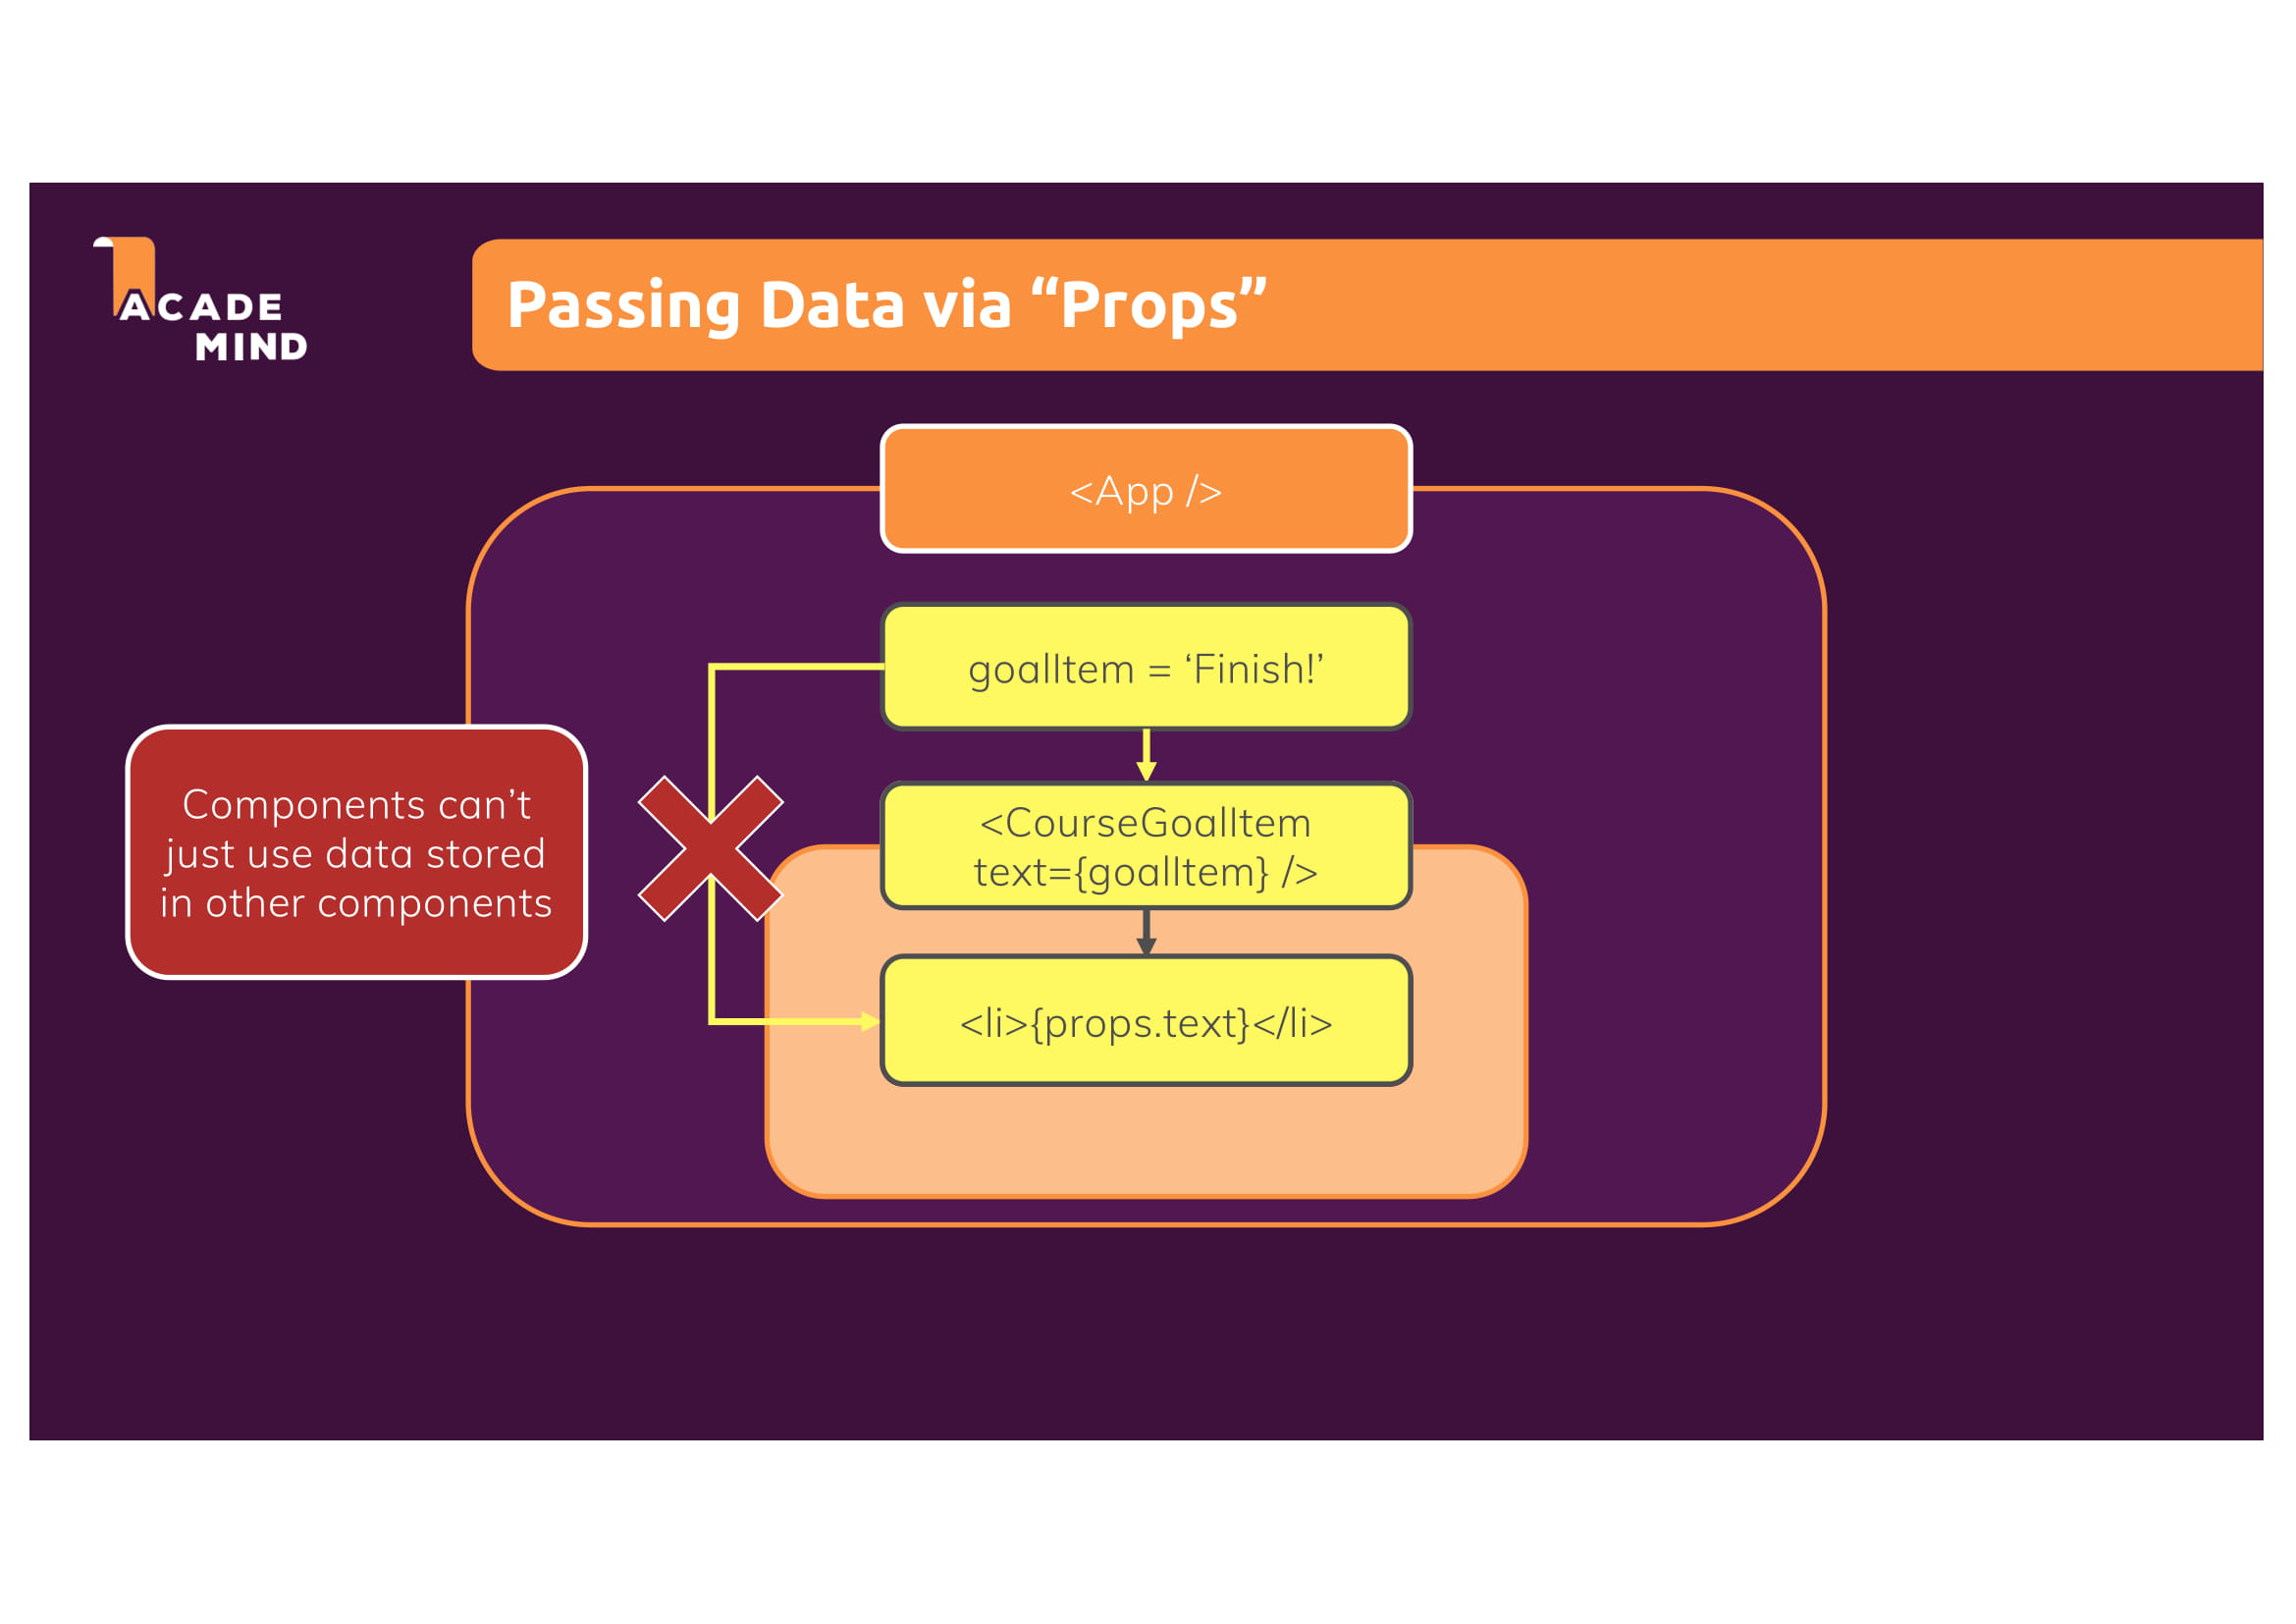 ACADE
MIND
Passing Data via “Props”
<App />
goalItem = ‘Finish!’
Components can’t
just use data stored
in other components
<CourseGoalItem
text={goalItem} />
<li>{props.text}</li>